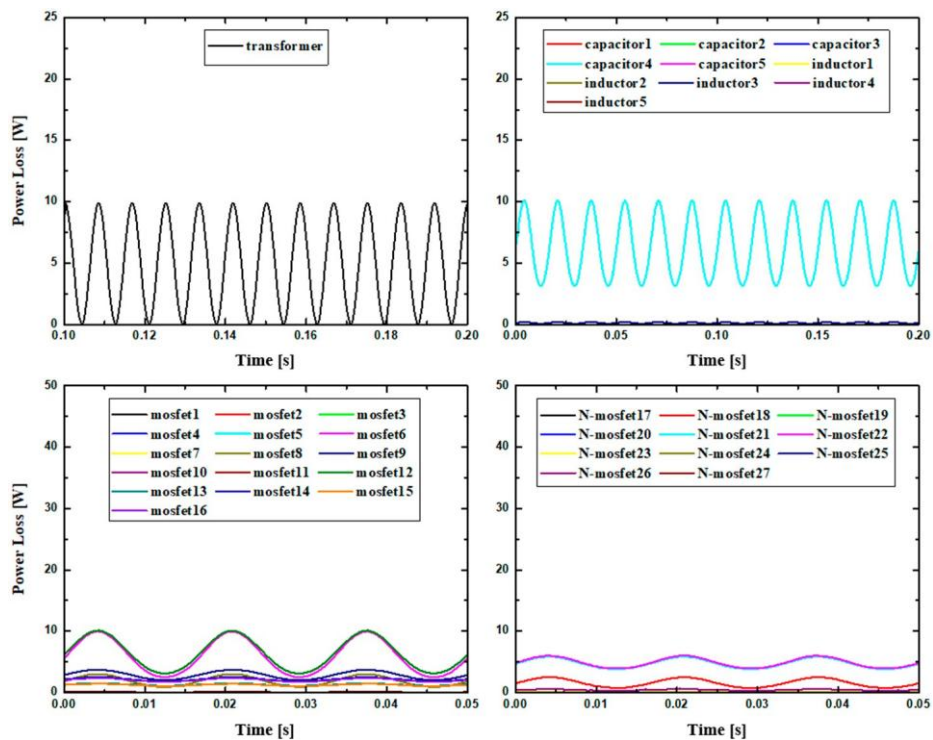 25
20
15
10
5
0
Power Loss [W]
transformer
0.10 0.12 0.14 0.16 0.18 0.20
Time [s]
25
20
15
10
5
0
capacitor1 capacitor2 capacitor3
capacitor4 capacitor5 inductor1
inductor2 inductor3 inductor4
inductor5
0.00 0.05 0.10 0.15 0.20
Time [s]
50
40
30
20
10
0
Power Loss [W]
mosfet1 mosfet2 mosfet3
mosfet4 mosfet5 mosfet6
mosfet7 mosfet8 mosfet9
mosfet10 mosfet11 mosfet12
mosfet13 mosfet14 mosfet15
mosfet16
0.00 0.01 0.02 0.03 0.04 0.05
Time [s]
50
40
30
20
10
0
N-mosfet17 N-mosfet18 N-mosfet19
N-mosfet20 N-mosfet21 N-mosfet22
N-mosfet23 N-mosfet24 N-mosfet25
N-mosfet26 N-mosfet27
0.00 0.01 0.02 0.03 0.04 0.05
Time [s]